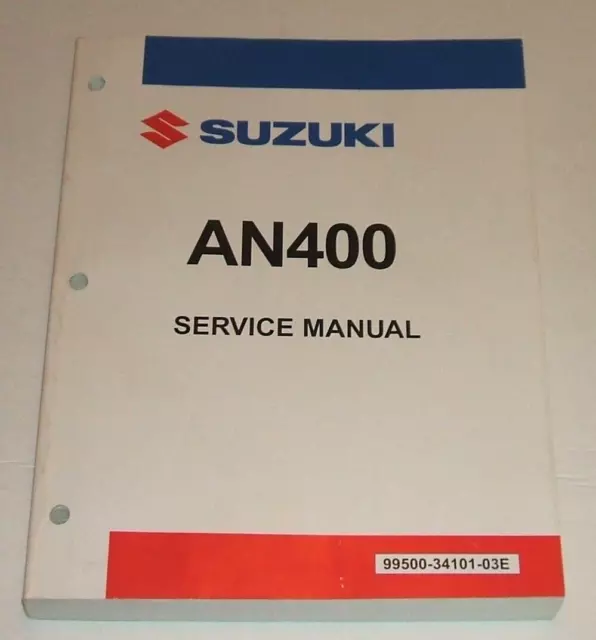 SUZUKI
AN400
SERVICE MANUAL
99500-34101-03E